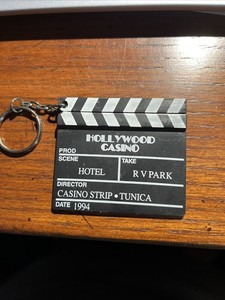 HOLLYWOOD
CASINO
PROD
SCENE TAKE
HOTEL R V PARK
DIRECTOR
CASINO STRIP • TUNICA
DATE 1994